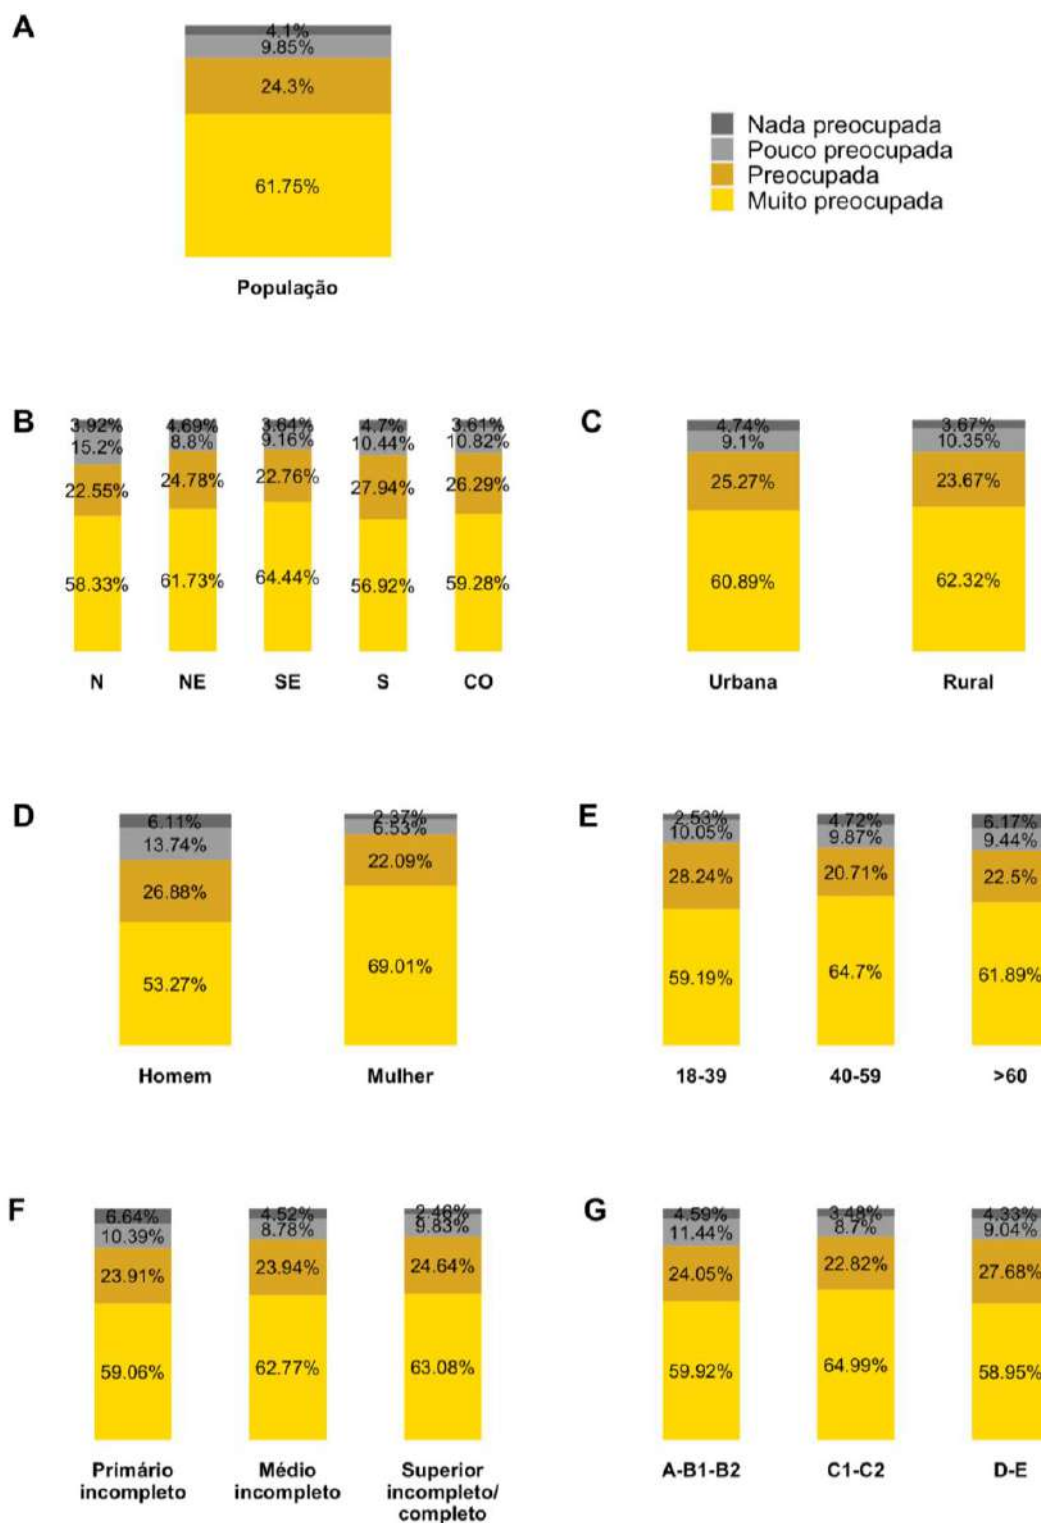 A
4.1%
9.85%
24.3%
61.75%
População
Nada preocupada
Pouco preocupada
Preocupada
Muito preocupada
B
3.92% 4.69% 3.64% 4.7% 3.61%
15.2% 8.8% 9.16% 10.44% 10.82%
22.55% 24.78% 22.76% 27.94% 26.29%
58.33% 61.73% 64.44% 56.92% 59.28%
N NE SE S CO
C
4.74% 3.67%
9.1% 10.35%
25.27% 23.67%
60.89% 62.32%
Urbana Rural
D
6.11% 2.37%
13.74% 6.53%
26.88% 22.09%
53.27% 69.01%
Homem Mulher
E
2.53% 4.72% 6.17%
10.05% 9.87% 9.44%
28.24% 20.71% 22.5%
59.19% 64.7% 61.89%
18-39 40-59 >60
F
6.64% 4.52% 2.46%
10.39% 8.78% 9.83%
23.91% 23.94% 24.64%
59.06% 62.77% 63.08%
Primário Médio Superior
incompleto incompleto incompleto/
completo
G
4.59% 3.48% 4.33%
11.44% 8.7% 9.04%
24.05% 22.82% 27.68%
59.92% 64.99% 58.95%
A-B1-B2 C1-C2 D-E